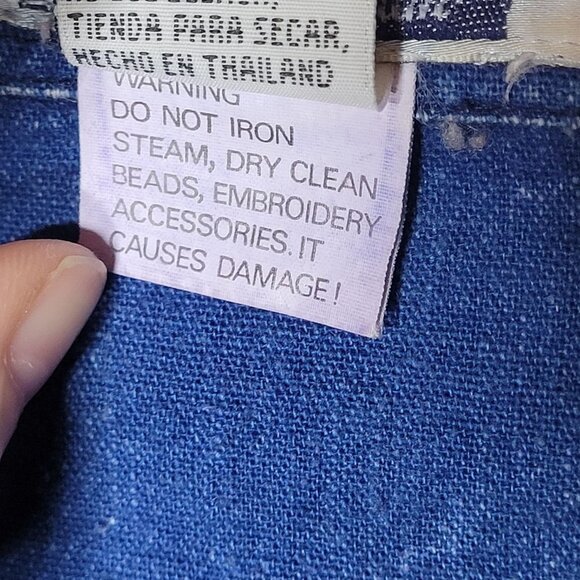 TIENDA PARA SECAR,
HECHO EN THAILAND
WARNING
DO NOT IRON
STEAM, DRY CLEAN
BEADS, EMBROIDERY
ACCESSORIES. IT
CAUSES DAMAGE!